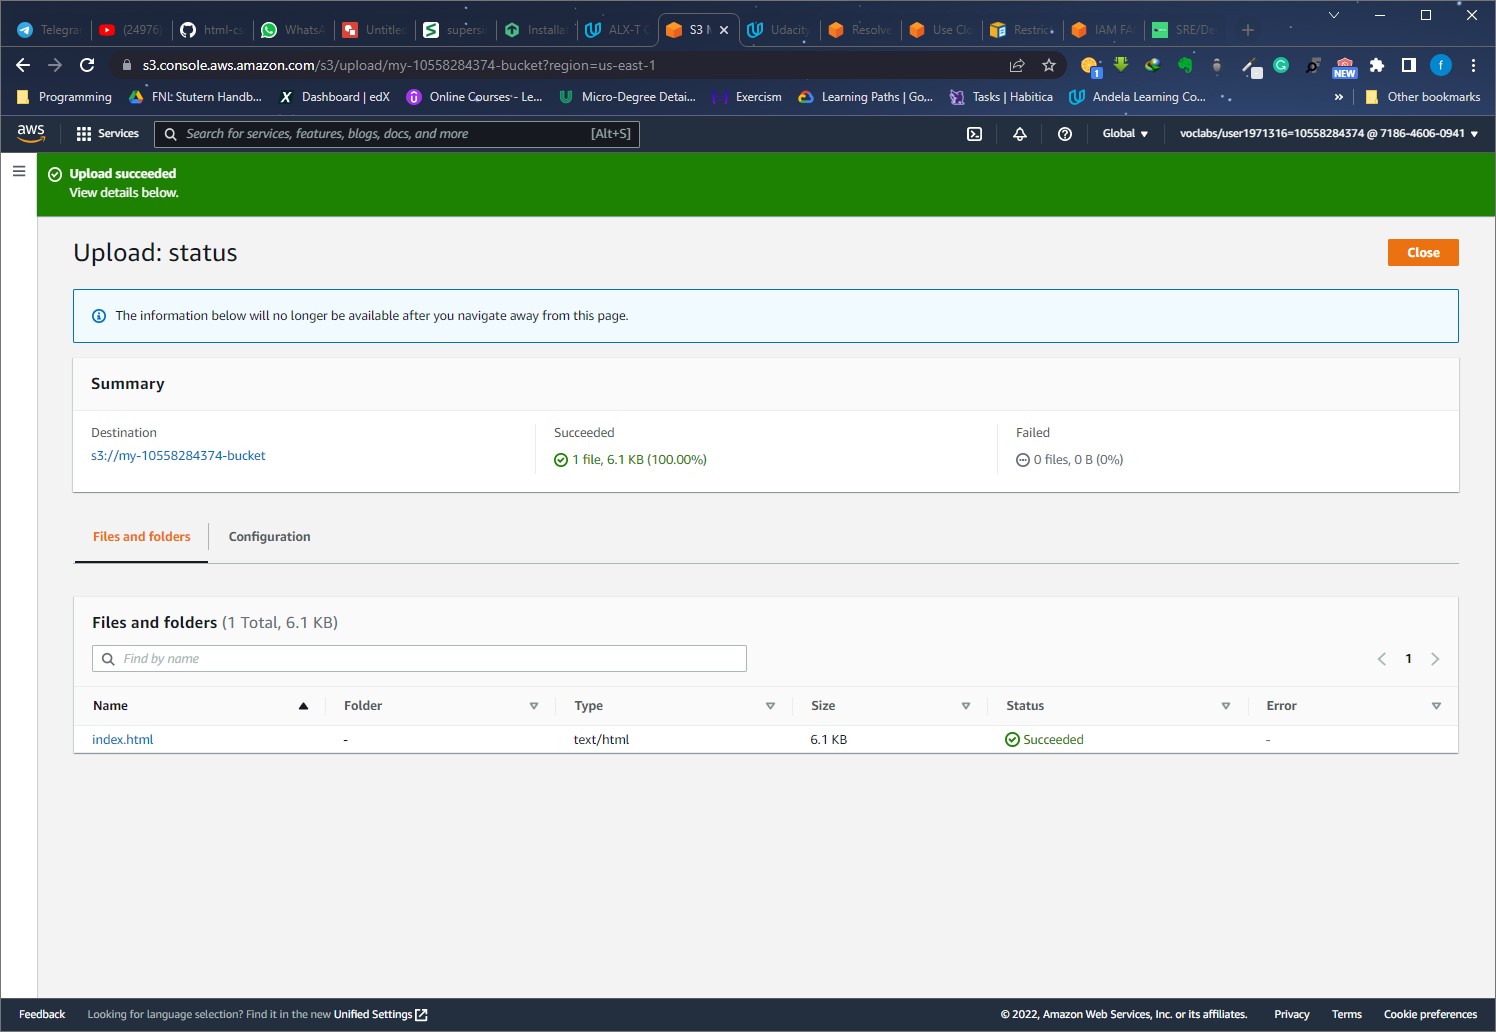 Telegra
(24976)
html-cs
WhatsA
Untitled
supers
Installa
ALX-T C
S3 M
Udacity
Resolve
Use Clo
Restric
IAM FA
SRE/De
s3.console.aws.amazon.com/s3/upload/my-10558284374-bucket?region=us-east-1
1
NEW
f
Programming
FNL: Stutern Handb...
Dashboard | edX
Online Courses - Le...
Micro-Degree Detai...
Exercism
Learning Paths | Go...
Tasks | Habitica
Andela Learning Co...
»
Other bookmarks
aws
Services
Search for services, features, blogs, docs, and more
[Alt+S]
Global
voclabs/user1971316=10558284374 @ 7186-4606-0941
Upload succeeded
View details below.
Upload: status
Close
The information below will no longer be available after you navigate away from this page.
Summary
Destination
Succeeded
Failed
s3://my-10558284374-bucket
1 file, 6.1 KB (100.00%)
0 files, 0 B (0%)
Files and folders
Configuration
Files and folders (1 Total, 6.1 KB)
Find by name
1
Name
Folder
Type
Size
Status
Error
index.html
-
text/html
6.1 KB
Succeeded
-
Feedback
Looking for language selection? Find it in the new Unified Settings
© 2022, Amazon Web Services, Inc. or its affiliates.
Privacy
Terms
Cookie preferences